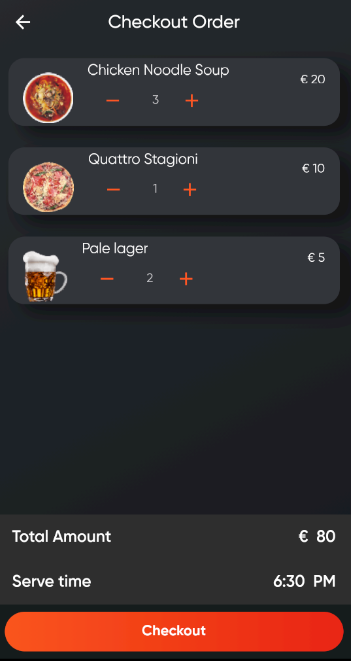 Checkout Order
Chicken Noodle Soup
€ 20
− 3 +
Quattro Stagioni
€ 10
− 1 +
Pale lager
€ 5
− 2 +
Total Amount € 80
Serve time 6:30 PM
Checkout